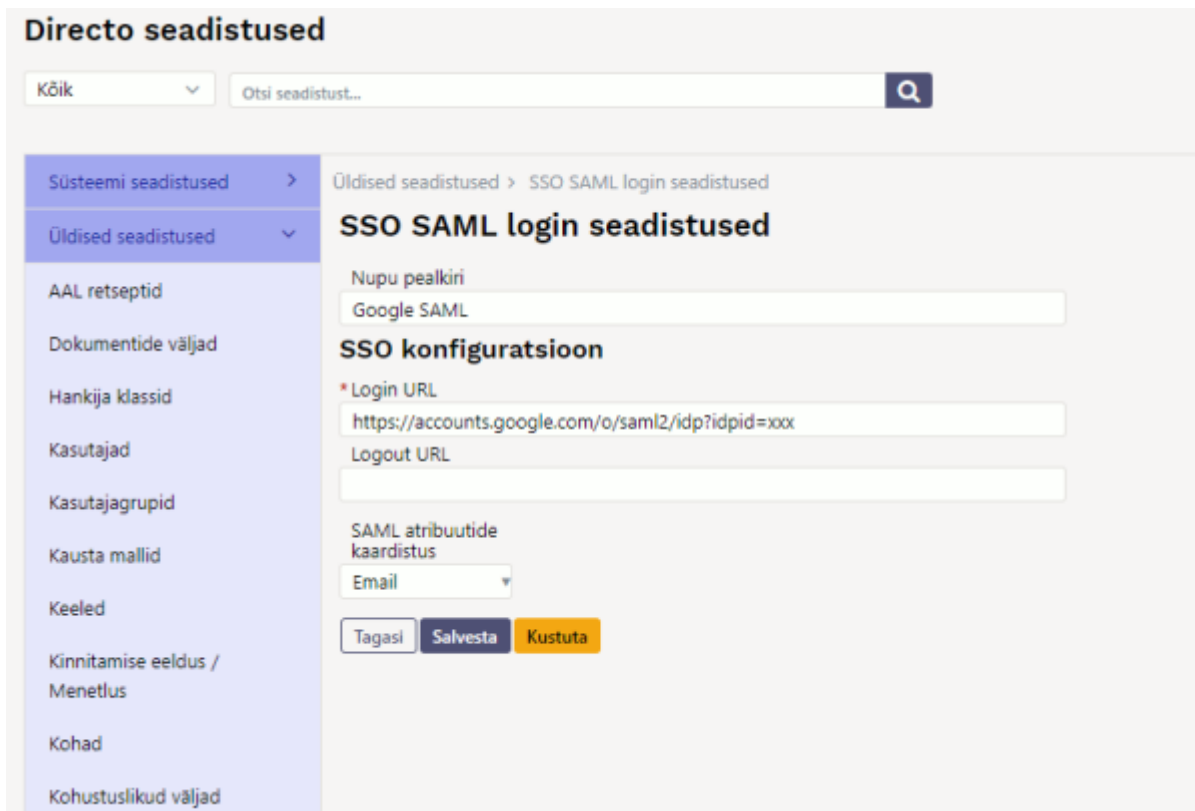 Directo seadistused
Kõik
Otsi seadistust...
Süsteemi seadistused
Üldised seadistused
AAL retseptid
Dokumentide väljad
Hankija klassid
Kasutajad
Kasutajagrupid
Kausta mallid
Keeled
Kinnitamise eeldus /
Menetlus
Kohad
Kohustuslikud väljad
Üldised seadistused > SSO SAML login seadistused
SSO SAML login seadistused
Nupu pealkiri
Google SAML
SSO konfiguratsioon
* Login URL
https://accounts.google.com/o/saml2/idp?idpid=xxx
Logout URL
SAML atribuutide
kaardistus
Email
Tagasi Salvesta Kustuta